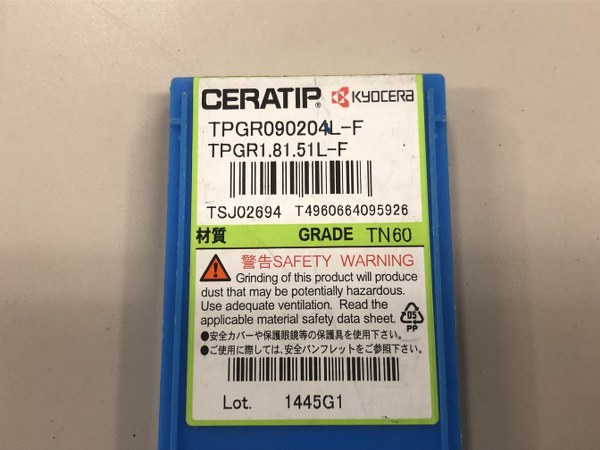 CERATIP® KYOCERA
TPGR090204L-F
TPGR1.81.51L-F
TSJ02694 T4960664095926
材質 GRADE TN60
警告SAFETY WARNING
Grinding of this product will produce
dust that may be potentially hazardous.
Use adequate ventilation. Read the
applicable material safety data sheet.
05
PP
●安全カバーや保護眼鏡等の保護具を使用下さい。
●ご使用に際しては、安全パンフレットをご参照下さい。
Lot. 1445G1